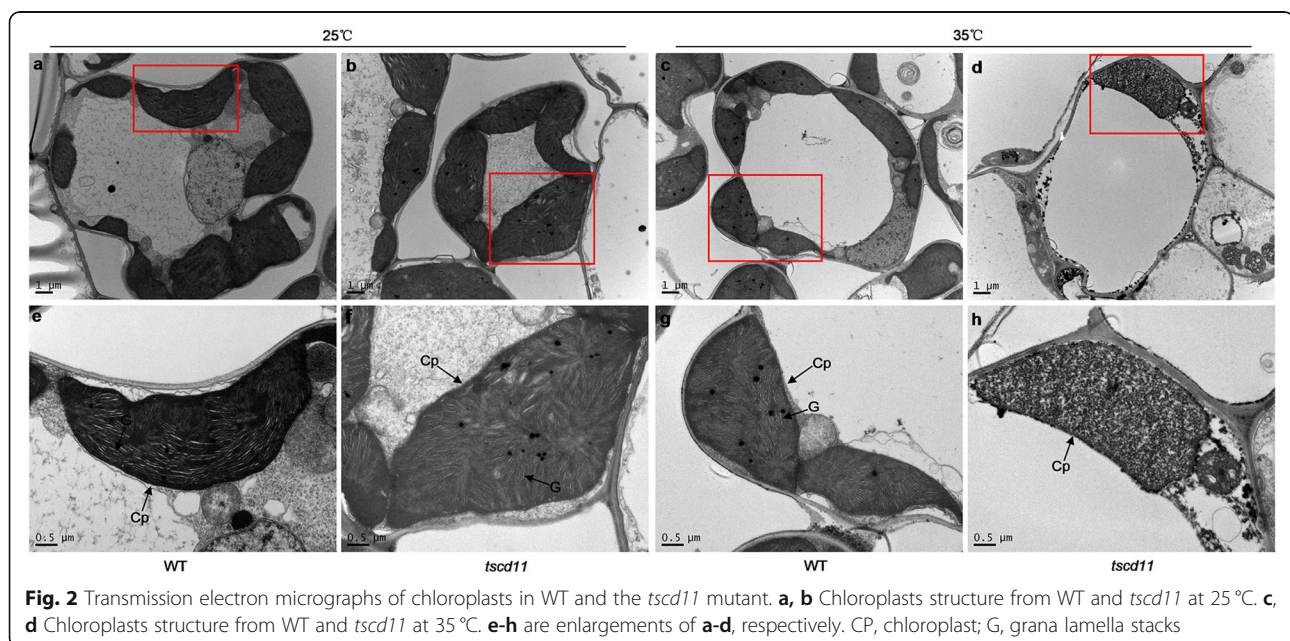 25℃ 35℃
a b c d
1 μm 1 μm 1 μm 1 μm
e f g h
Cp G Cp G Cp G Cp
0.5 μm 0.5 μm 0.5 μm 0.5 μm
WT tscd11 WT tscd11
Fig. 2 Transmission electron micrographs of chloroplasts in WT and the tscd11 mutant. a, b Chloroplasts structure from WT and tscd11 at 25 °C. c,
d Chloroplasts structure from WT and tscd11 at 35 °C. e-h are enlargements of a-d, respectively. CP, chloroplast; G, grana lamella stacks